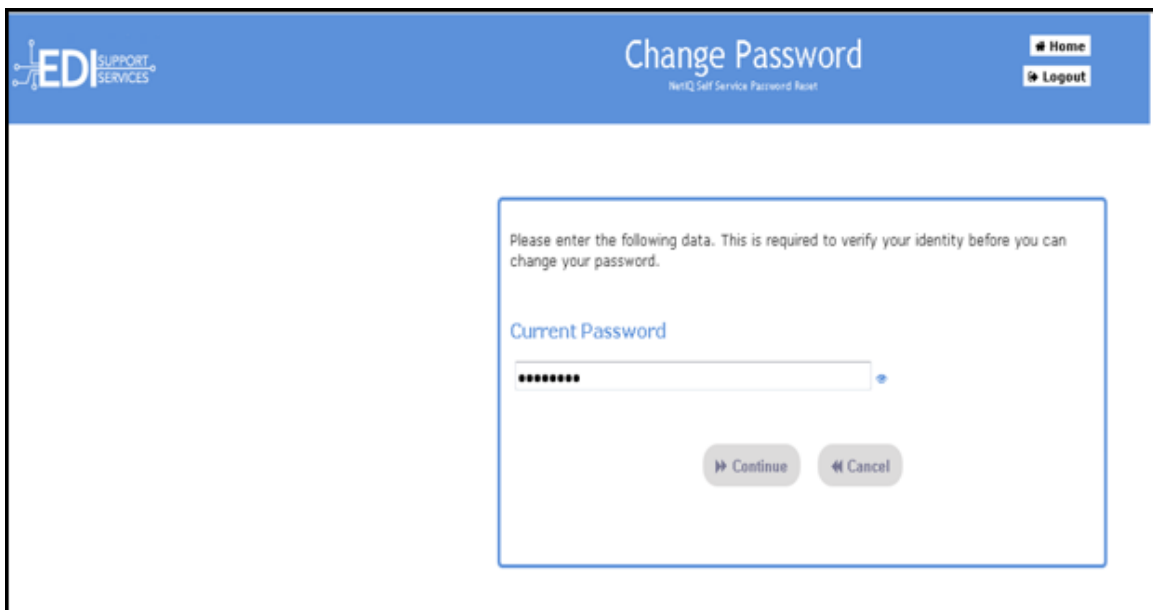 EDI SUPPORT SERVICES
Change Password
NetIQ Self Service Password Reset
Home
Logout
Please enter the following data. This is required to verify your identity before you can
change your password.
Current Password
••••••••
Continue
Cancel